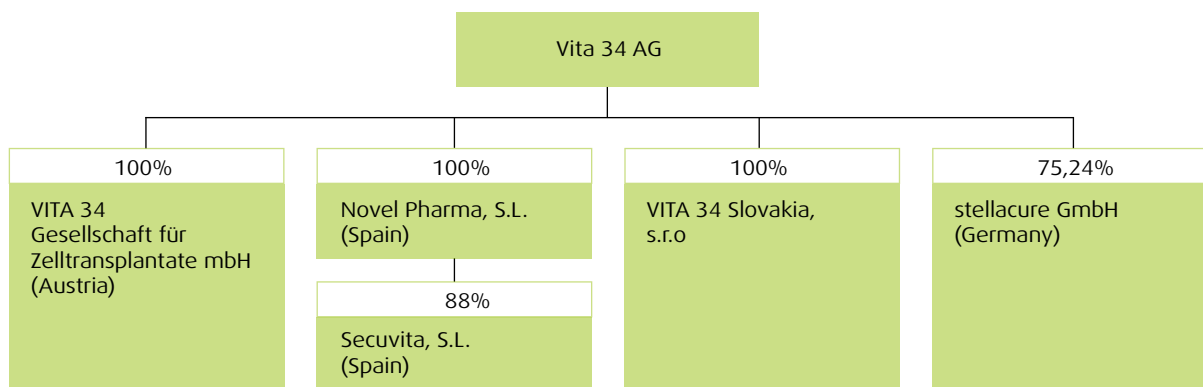 Vita 34 AG
100%
VITA 34
Gesellschaft für
Zelltransplantate mbH
(Austria)
100%
Novel Pharma, S.L.
(Spain)
88%
Secuvita, S.L.
(Spain)
100%
VITA 34 Slovakia,
s.r.o
75,24%
stellacure GmbH
(Germany)